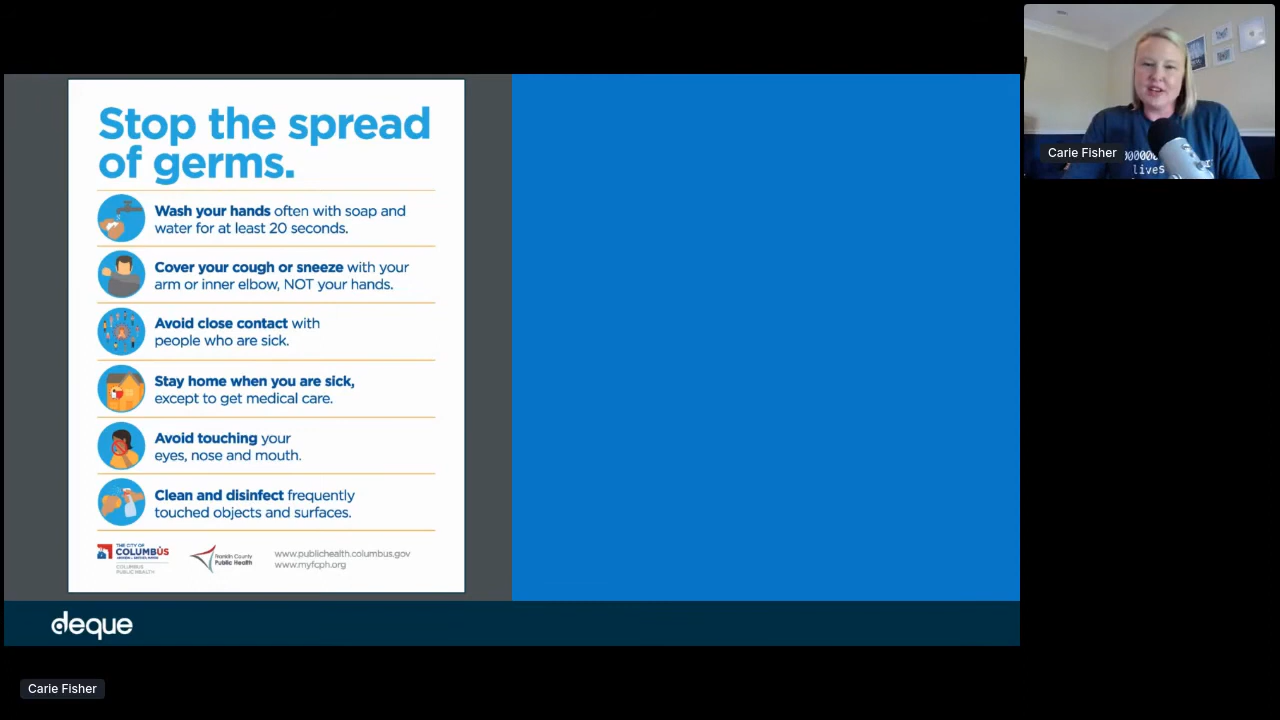 Stop the spread
of germs.
Wash your hands often with soap and
water for at least 20 seconds.
Cover your cough or sneeze with your
arm or inner elbow, NOT your hands.
Avoid close contact with
people who are sick.
Stay home when you are sick,
except to get medical care.
Avoid touching your
eyes, nose and mouth.
Clean and disinfect frequently
touched objects and surfaces.
THE CITY OF
COLUMBUS
COLUMBUS
PUBLIC HEALTH
Franklin County
Public Health
www.publichealth.columbus.gov
www.myfcph.org
deque
Carie Fisher
Carie Fisher
lives